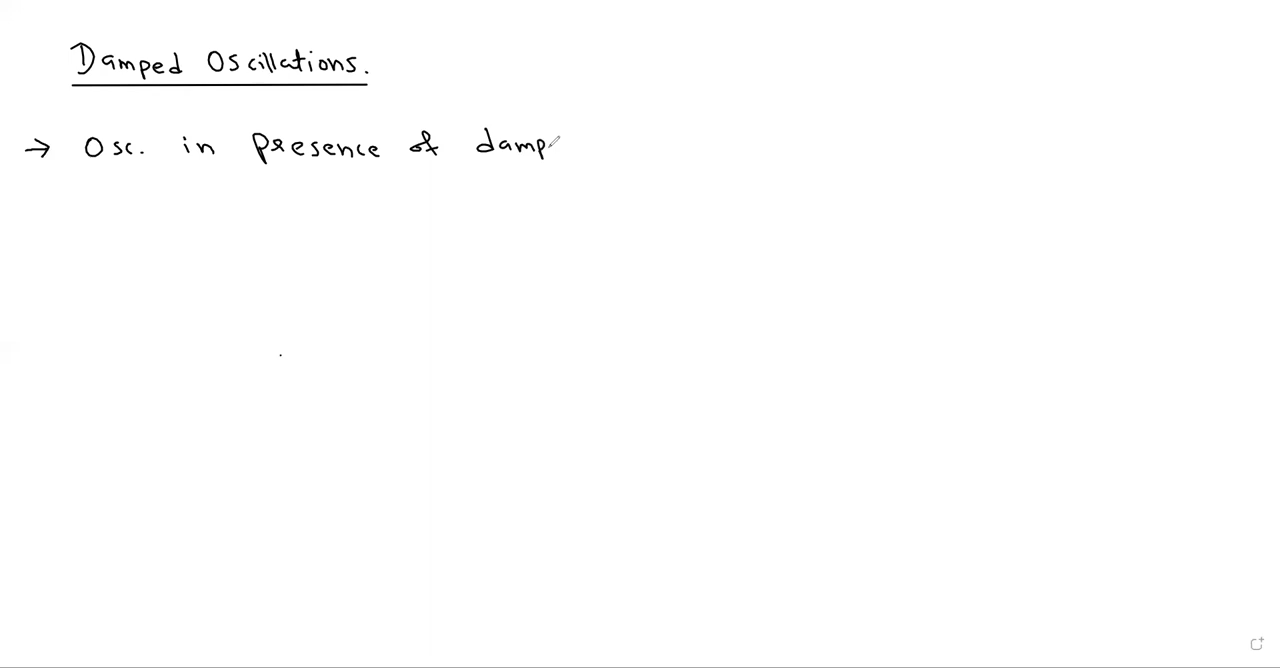 Damped Oscillations.
→ Osc. in presence of damp